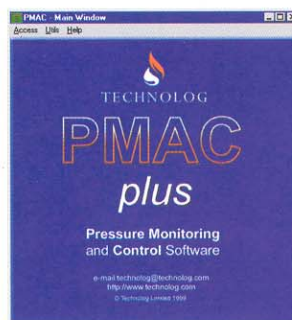 PMAC - Main Window
Access Utils Help
TECHNOLOG
PMAC
plus
Pressure Monitoring
and Control Software
e-mail technolog@technolog.com
http://www.technolog.com
© Technolog Limited 1999